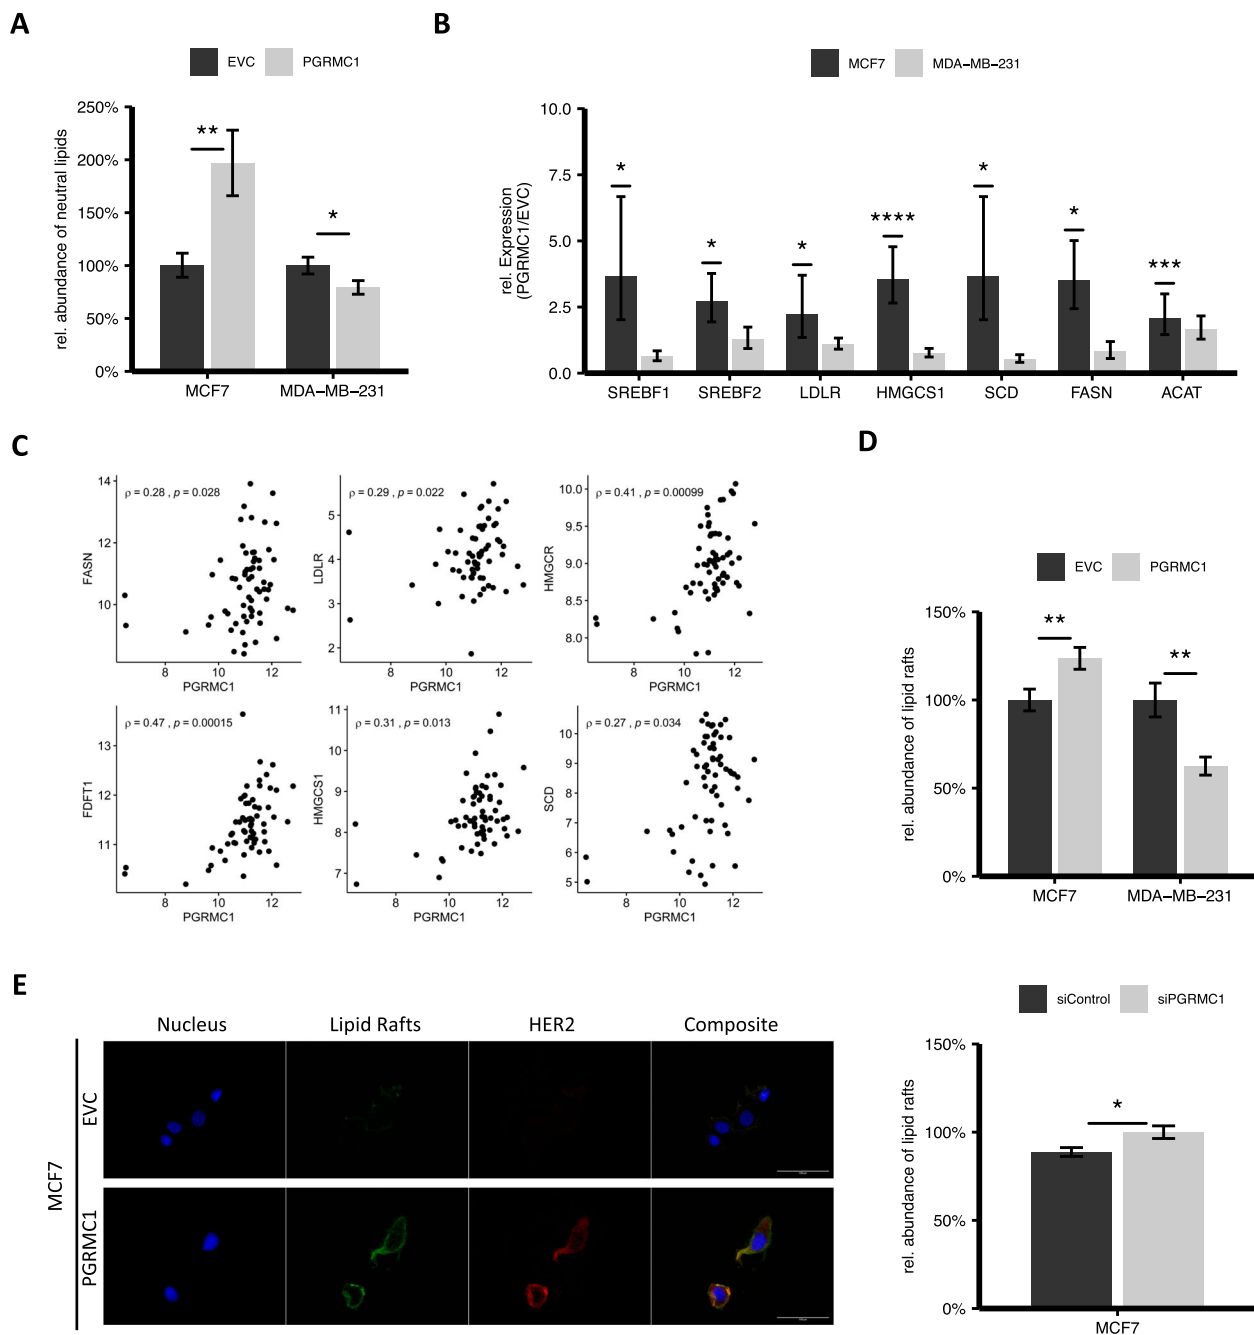 A
EVC PGRMC1
rel. abundance of neutral lipids
250%
200%
150%
100%
50%
0%
**
*
MCF7 MDA−MB−231
B
MCF7 MDA−MB−231
rel. Expression
(PGRMC1/EVC)
10.0
7.5
5.0
2.5
0.0
* * * **** * * ***
SREBF1 SREBF2 LDLR HMGCS1 SCD FASN ACAT
C
ρ = 0.28 , p = 0.028
FASN
14
12
10
8 10 12
PGRMC1
ρ = 0.29 , p = 0.022
LDLR
5
4
3
2
8 10 12
PGRMC1
ρ = 0.41 , p = 0.00099
HMGCR
10.0
9.5
9.0
8.5
8.0
8 10 12
PGRMC1
ρ = 0.47 , p = 0.00015
FDFT1
13
12
11
8 10 12
PGRMC1
ρ = 0.31 , p = 0.013
HMGCS1
11
10
9
8
7
8 10 12
PGRMC1
ρ = 0.27 , p = 0.034
SCD
10
9
8
7
6
5
8 10 12
PGRMC1
D
EVC PGRMC1
rel. abundance of lipid rafts
150%
100%
50%
0%
**
**
MCF7 MDA−MB−231
siControl siPGRMC1
rel. abundance of lipid rafts
150%
100%
50%
0%
*
MCF7
E
Nucleus Lipid Rafts HER2 Composite
MCF7
EVC
PGRMC1